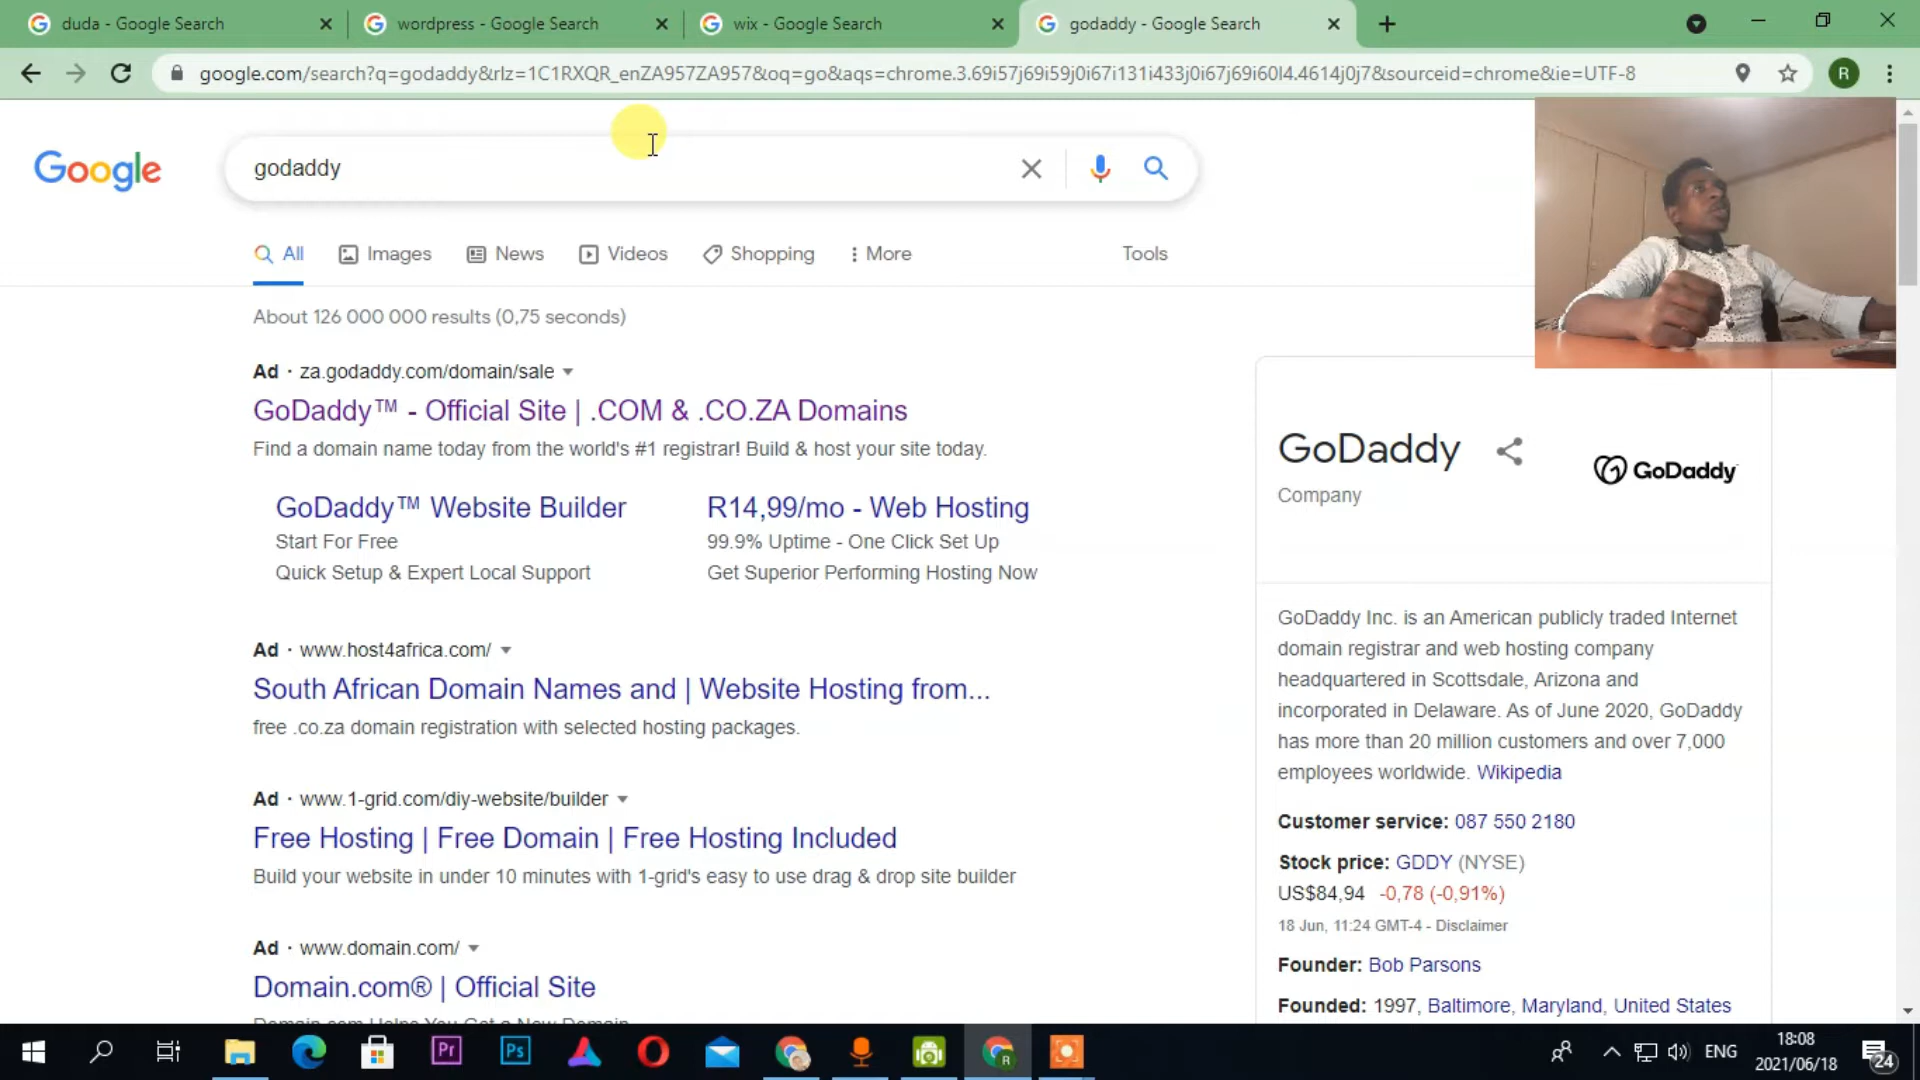 duda - Google Search
wordpress - Google Search
wix - Google Search
godaddy - Google Search
google.com/search?q=godaddy&rlz=1C1RXQR_enZA957ZA957&oq=go&aqs=chrome.3.69i57j69i59j0i67i131i433j0i67j69i60l4.4614j0j7&sourceid=chrome&ie=UTF-8
R
Google
godaddy
All
Images
News
Videos
Shopping
More
Tools
About 126 000 000 results (0,75 seconds)
Ad · za.godaddy.com/domain/sale
GoDaddy™ - Official Site | .COM & .CO.ZA Domains
Find a domain name today from the world's #1 registrar! Build & host your site today.
GoDaddy™ Website Builder
Start For Free
Quick Setup & Expert Local Support
R14,99/mo - Web Hosting
99.9% Uptime - One Click Set Up
Get Superior Performing Hosting Now
Ad · www.host4africa.com/
South African Domain Names and | Website Hosting from...
free .co.za domain registration with selected hosting packages.
Ad · www.1-grid.com/diy-website/builder
Free Hosting | Free Domain | Free Hosting Included
Build your website in under 10 minutes with 1-grid's easy to use drag & drop site builder
Ad · www.domain.com/
Domain.com® | Official Site
Domain.com Helps You Get a New Domain
GoDaddy
Company
GoDaddy
GoDaddy Inc. is an American publicly traded Internet
domain registrar and web hosting company
headquartered in Scottsdale, Arizona and
incorporated in Delaware. As of June 2020, GoDaddy
has more than 20 million customers and over 7,000
employees worldwide. Wikipedia
Customer service: 087 550 2180
Stock price: GDDY (NYSE)
US$84,94 -0,78 (-0,91%)
18 Jun, 11:24 GMT-4 - Disclaimer
Founder: Bob Parsons
Founded: 1997, Baltimore, Maryland, United States
Pr
Ps
R
ENG
18:08
2021/06/18
24